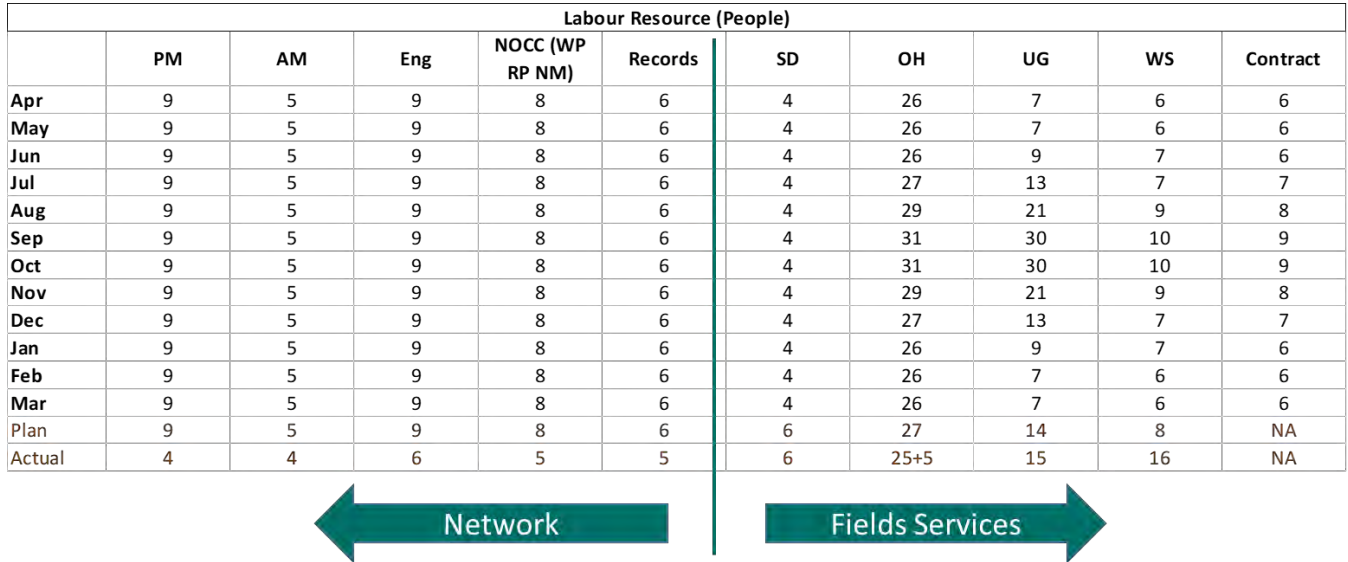 Labour Resource (People)
PM AM Eng NOCC (WP RP NM) Records SD OH UG WS Contract
Apr 9 5 9 8 6 4 26 7 6 6
May 9 5 9 8 6 4 26 7 6 6
Jun 9 5 9 8 6 4 26 9 7 6
Jul 9 5 9 8 6 4 27 13 7 7
Aug 9 5 9 8 6 4 29 21 9 8
Sep 9 5 9 8 6 4 31 30 10 9
Oct 9 5 9 8 6 4 31 30 10 9
Nov 9 5 9 8 6 4 29 21 9 8
Dec 9 5 9 8 6 4 27 13 7 7
Jan 9 5 9 8 6 4 26 9 7 6
Feb 9 5 9 8 6 4 26 7 6 6
Mar 9 5 9 8 6 4 26 7 6 6
Plan 9 5 9 8 6 6 27 14 8 NA
Actual 4 4 6 5 5 6 25+5 15 16 NA
Network Fields Services